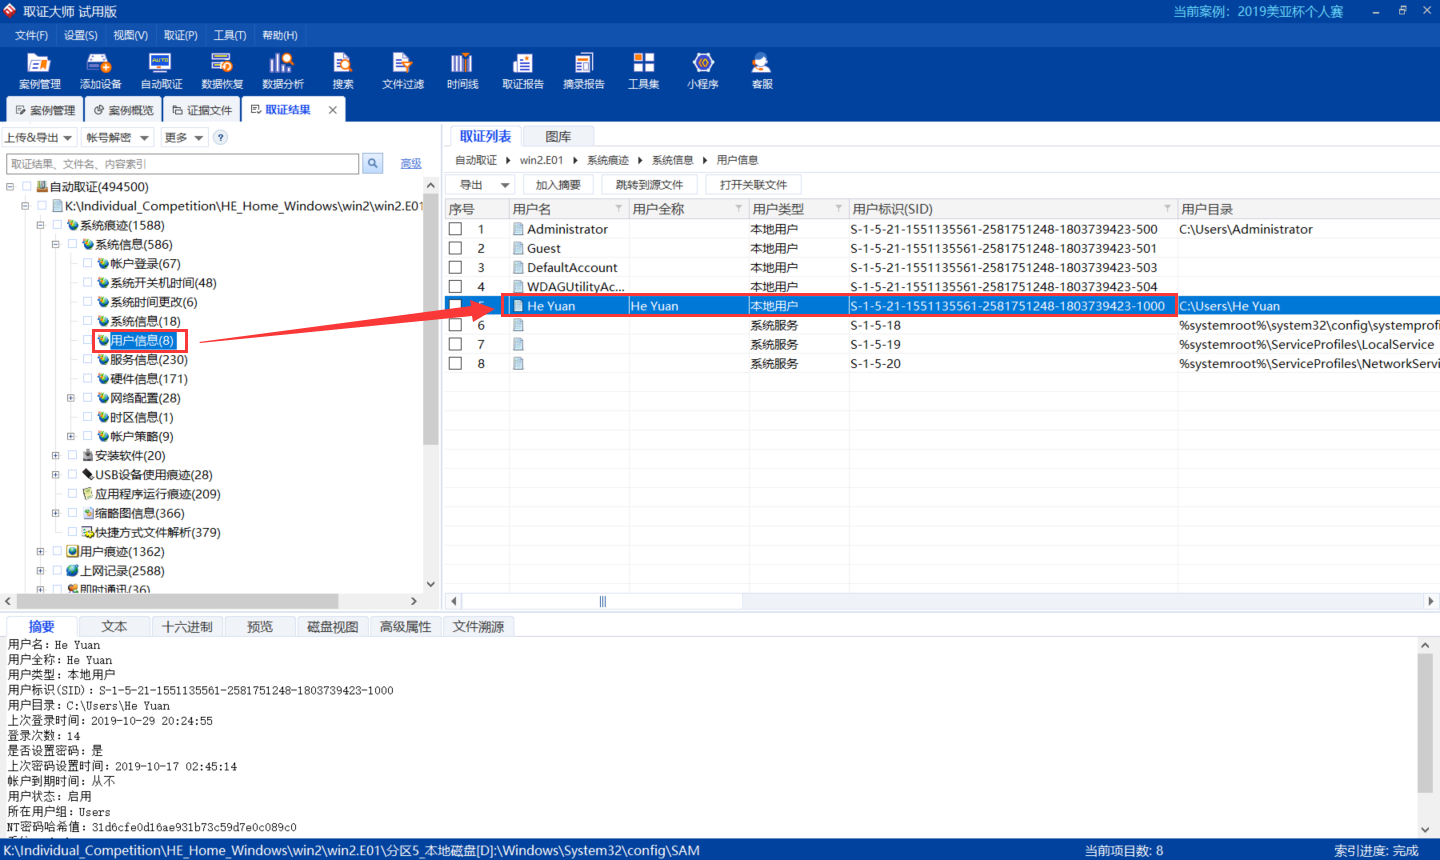 取证大师 试用版
当前案例：2019美亚杯个人赛
文件(F) 设置(S) 视图(V) 取证(P) 工具(T) 帮助(H)
案例管理 添加设备 自动取证 数据恢复 数据分析 搜索 文件过滤 时间线 取证报告 摘录报告 工具集 小程序 客服
案例管理 案例概览 证据文件 取证结果
上传&导出 帐号解密 更多 ?
取证结果、文件名、内容索引 高级
自动取证(494500)
K:\Individual_Competition\HE_Home_Windows\win2\win2.E01
系统痕迹(1588)
系统信息(586)
帐户登录(67)
系统开关机时间(48)
系统时间更改(6)
系统信息(18)
用户信息(8)
服务信息(230)
硬件信息(171)
网络配置(28)
时区信息(1)
帐户策略(9)
安装软件(20)
USB设备使用痕迹(28)
应用程序运行痕迹(209)
缩略图信息(366)
快捷方式文件解析(379)
用户痕迹(1362)
上网记录(2588)
即时通讯(36)
取证列表 图库
自动取证 win2.E01 系统痕迹 系统信息 用户信息
导出 加入摘要 跳转到源文件 打开关联文件
序号 用户名 用户全称 用户类型 用户标识(SID) 用户目录
1 Administrator 本地用户 S-1-5-21-1551135561-2581751248-1803739423-500 C:\Users\Administrator
2 Guest 本地用户 S-1-5-21-1551135561-2581751248-1803739423-501
3 DefaultAccount 本地用户 S-1-5-21-1551135561-2581751248-1803739423-503
4 WDAGUtilityAc... 本地用户 S-1-5-21-1551135561-2581751248-1803739423-504
5 He Yuan He Yuan 本地用户 S-1-5-21-1551135561-2581751248-1803739423-1000 C:\Users\He Yuan
6 系统服务 S-1-5-18 %systemroot%\system32\config\systemprofi
7 系统服务 S-1-5-19 %systemroot%\ServiceProfiles\LocalService
8 系统服务 S-1-5-20 %systemroot%\ServiceProfiles\NetworkServi
摘要 文本 十六进制 预览 磁盘视图 高级属性 文件溯源
用户名：He Yuan
用户全称：He Yuan
用户类型：本地用户
用户标识(SID)：S-1-5-21-1551135561-2581751248-1803739423-1000
用户目录：C:\Users\He Yuan
上次登录时间：2019-10-29 20:24:55
登录次数：14
是否设置密码：是
上次密码设置时间：2019-10-17 02:45:14
帐户到期时间：从不
用户状态：启用
所在用户组：Users
NT密码哈希值：31d6cfe0d16ae931b73c59d7e0c089c0
K:\Individual_Competition\HE_Home_Windows\win2\win2.E01\分区5_本地磁盘[D]:\Windows\System32\config\SAM
当前项目数: 8
索引进度: 完成